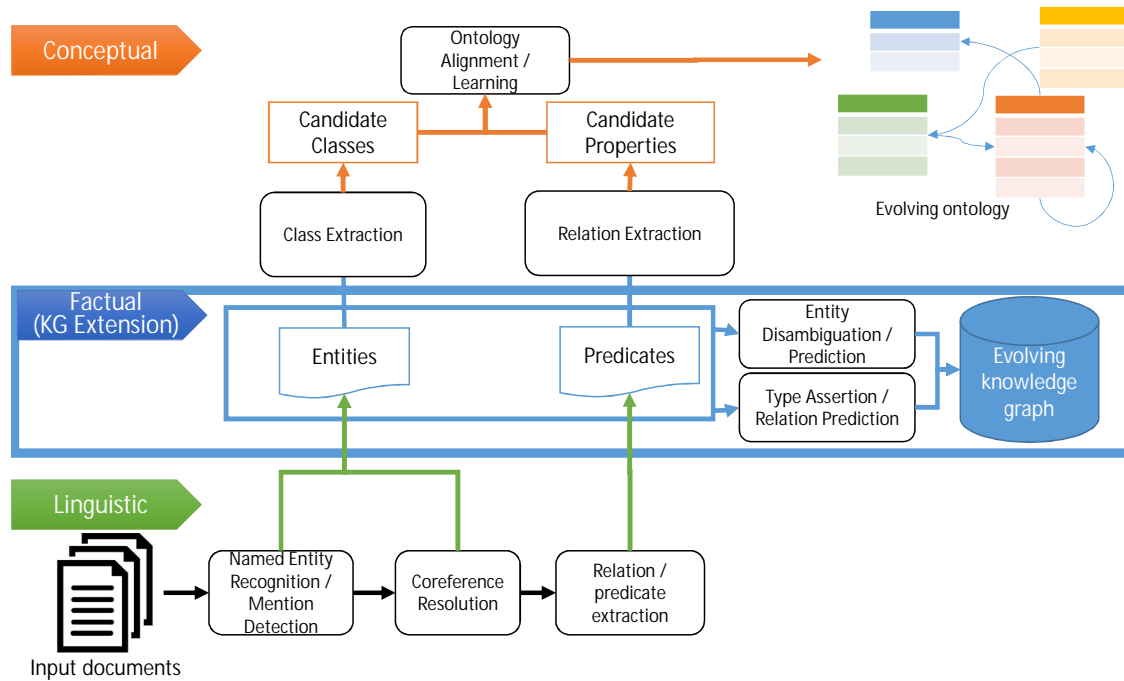 Conceptual
Ontology
Alignment /
Learning
Candidate
Classes
Candidate
Properties
Class Extraction
Relation Extraction
Evolving ontology
Factual
(KG Extension)
Entities
Predicates
Entity
Disambiguation /
Prediction
Type Assertion /
Relation Prediction
Evolving
knowledge
graph
Linguistic
Input documents
Named Entity
Recognition /
Mention
Detection
Coreference
Resolution
Relation /
predicate
extraction